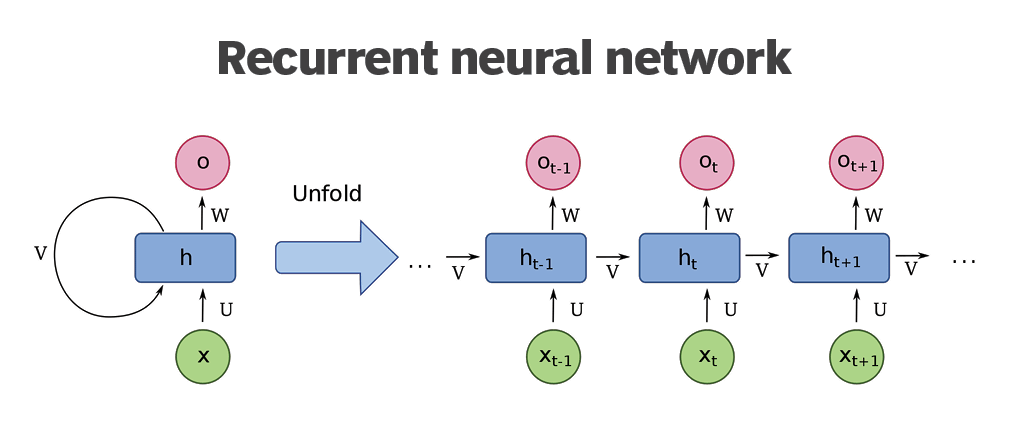 Recurrent neural network
o
W
V
h
U
x
Unfold
...
V
o_{t-1}
W
h_{t-1}
U
x_{t-1}
V
o_t
W
h_t
U
x_t
V
o_{t+1}
W
h_{t+1}
U
x_{t+1}
V
...